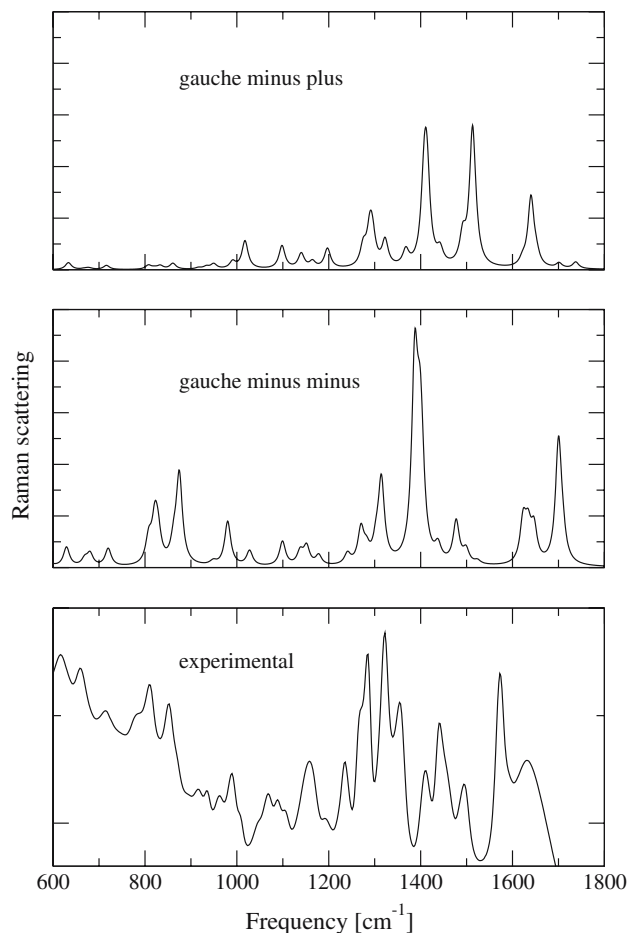 gauche minus plus
gauche minus minus
Raman scattering
experimental
600 800 1000 1200 1400 1600 1800
Frequency [cm⁻¹]